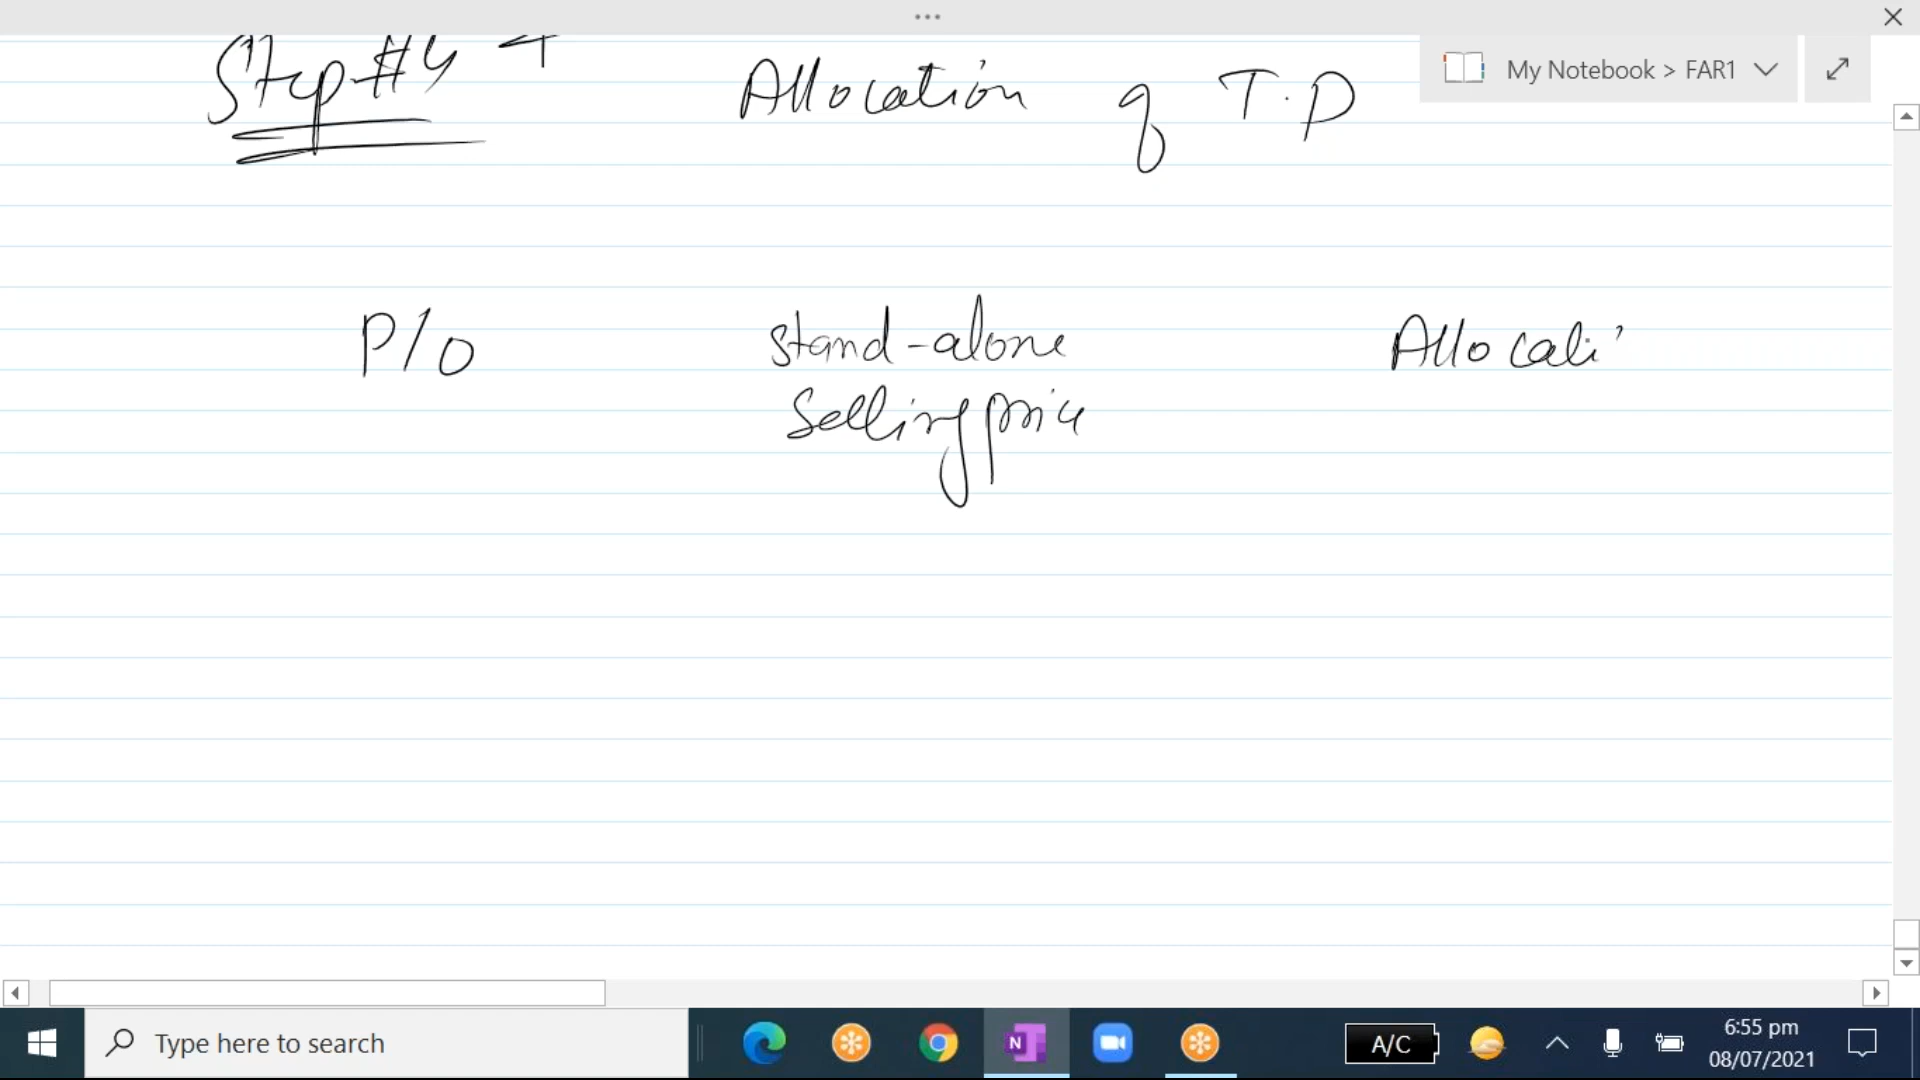 ...
My Notebook > FAR1
Step #4
Allocation of T.P
P/O stand-alone Allocati
selling price
Type here to search
A/C
6:55 pm
08/07/2021